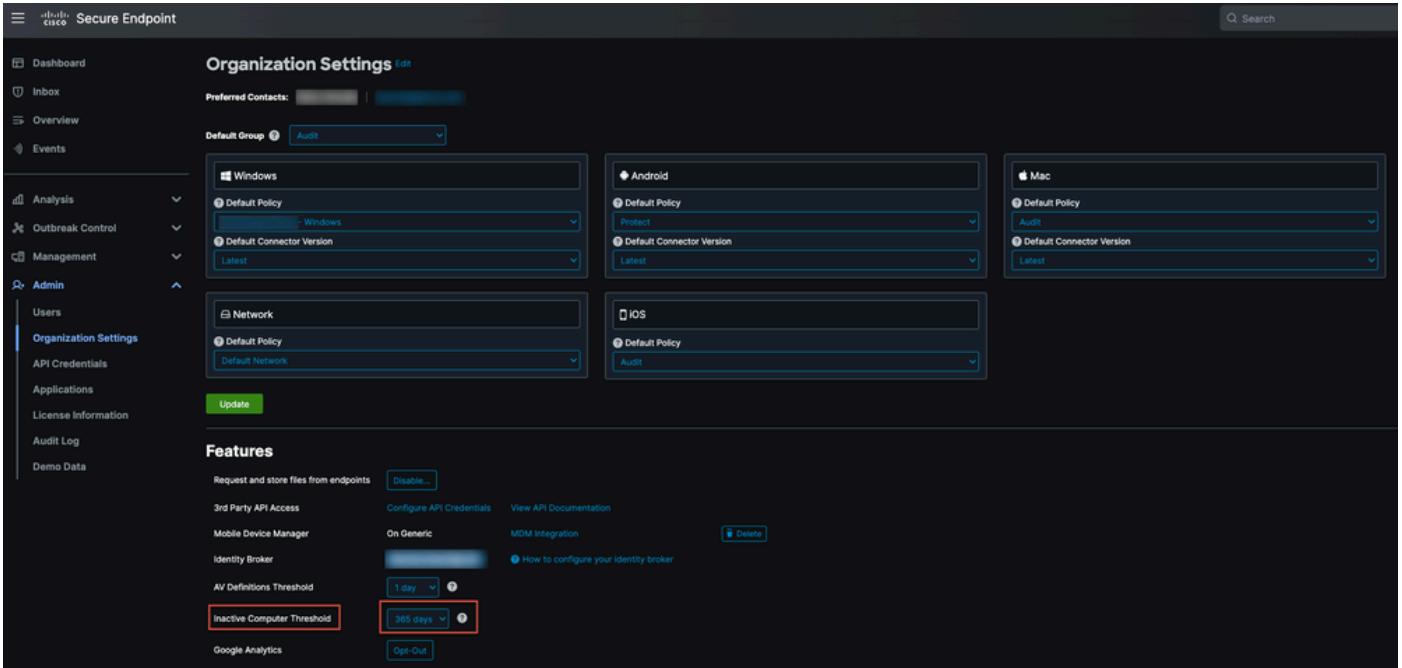 cisco Secure Endpoint
Search
Dashboard
Inbox
Overview
Events
Analysis
Outbreak Control
Management
Admin
Users
Organization Settings
API Credentials
Applications
License Information
Audit Log
Demo Data
Organization Settings Edit
Preferred Contacts:
Default Group ? Audit
Windows
? Default Policy
- Windows
? Default Connector Version
Latest
Android
? Default Policy
Protect
? Default Connector Version
Latest
Mac
? Default Policy
Audit
? Default Connector Version
Latest
Network
? Default Policy
Default Network
iOS
? Default Policy
Audit
Update
Features
Request and store files from endpoints Disable...
3rd Party API Access Configure API Credentials View API Documentation
Mobile Device Manager On Generic MDM Integration Delete
Identity Broker ? How to configure your identity broker
AV Definitions Threshold 1 day ?
Inactive Computer Threshold 365 days ?
Google Analytics Opt-Out